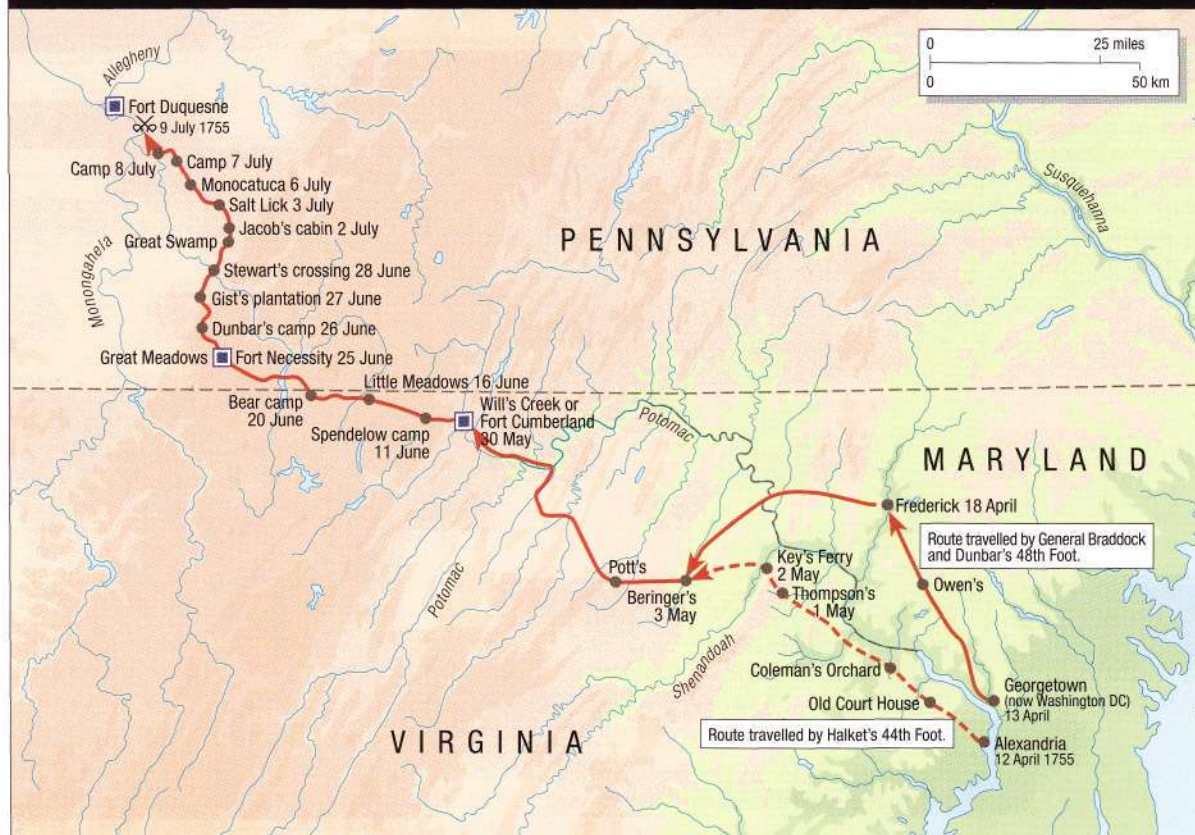 0 25 miles
0 50 km
Allegheny
Fort Duquesne
9 July 1755
Camp 8 July
Camp 7 July
Monocatuca 6 July
Salt Lick 3 July
Jacob's cabin 2 July
Great Swamp
Stewart's crossing 28 June
Gist's plantation 27 June
Monongahela
Dunbar's camp 26 June
Great Meadows
Fort Necessity 25 June
PENNSYLVANIA
Susquehanna
Little Meadows 16 June
Bear camp
20 June
Will's Creek or
Fort Cumberland
30 May
Spendelow camp
11 June
Potomac
MARYLAND
Frederick 18 April
Route travelled by General Braddock
and Dunbar's 48th Foot.
Key's Ferry
2 May
Pott's
Beringer's
3 May
Thompson's
1 May
Owen's
Potomac
Shenandoah
Coleman's Orchard
Old Court House
Georgetown
(now Washington DC)
13 April
Route travelled by Halket's 44th Foot.
VIRGINIA
Alexandria
12 April 1755